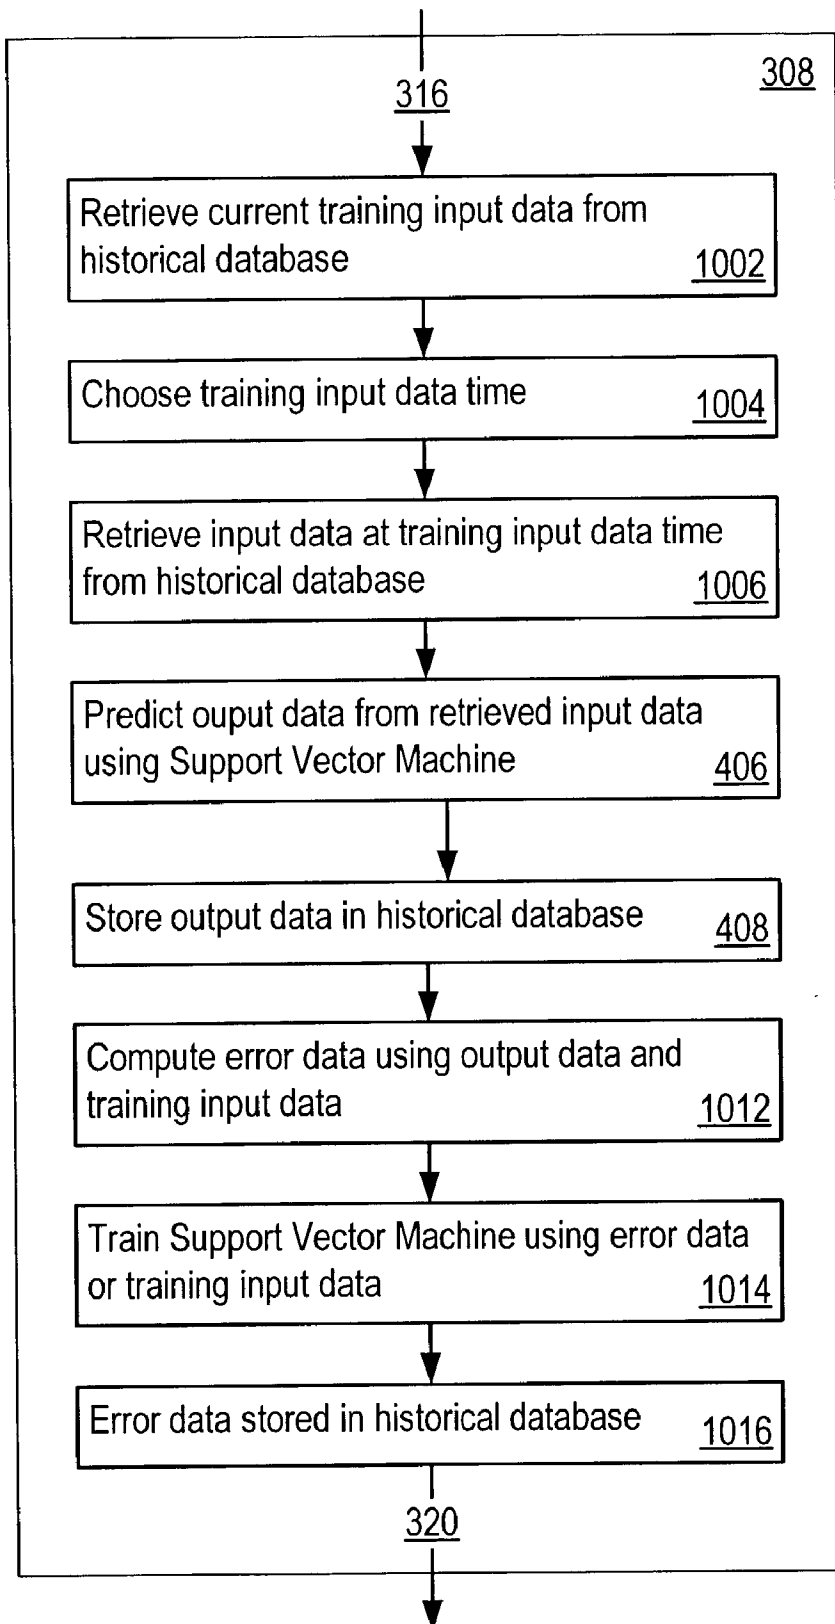 308
316
Retrieve current training input data from
historical database
1002
Choose training input data time
1004
Retrieve input data at training input data time
from historical database
1006
Predict ouput data from retrieved input data
using Support Vector Machine
406
Store output data in historical database
408
Compute error data using output data and
training input data
1012
Train Support Vector Machine using error data
or training input data
1014
Error data stored in historical database
1016
320